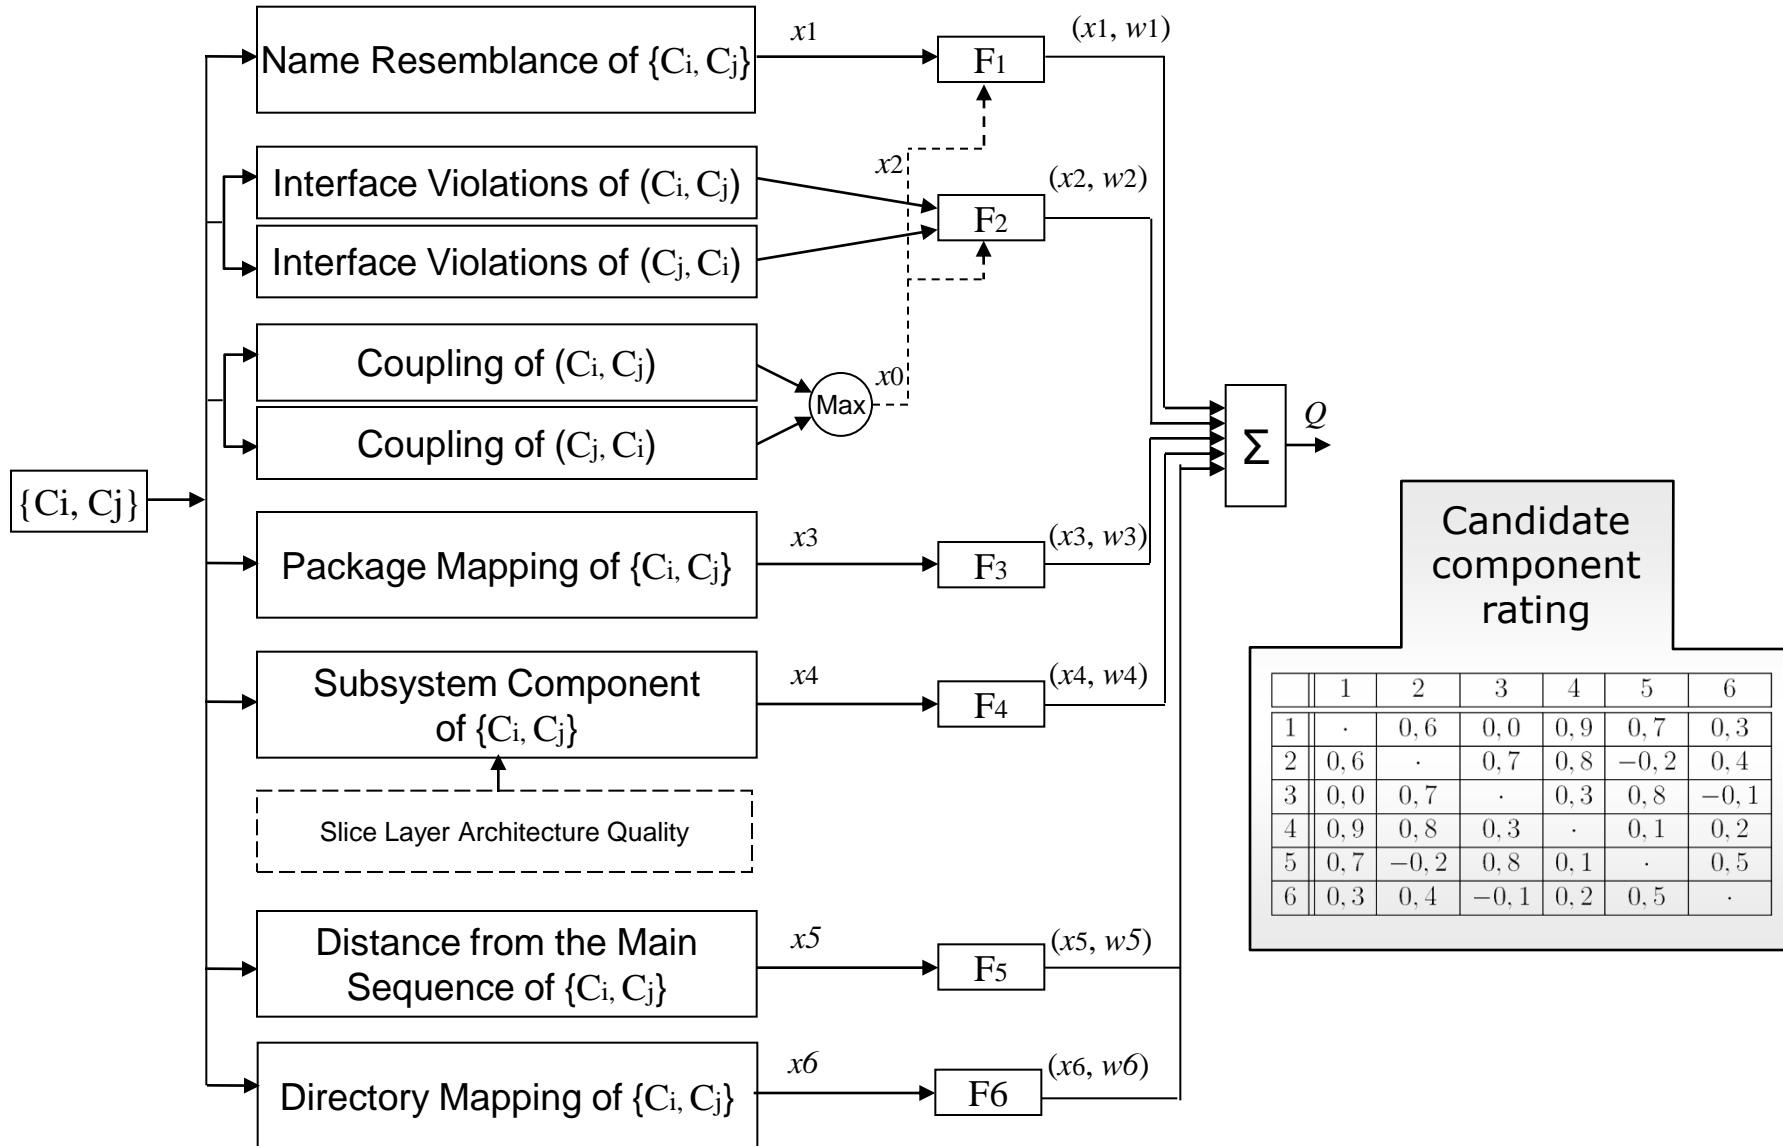 {Ci, Cj}
Name Resemblance of {Ci, Cj}
x1
F1
(x1, w1)
Interface Violations of (Ci, Cj)
Interface Violations of (Cj, Ci)
x2
F2
(x2, w2)
Coupling of (Ci, Cj)
Coupling of (Cj, Ci)
Max
x0
Package Mapping of {Ci, Cj}
x3
F3
(x3, w3)
Subsystem Component
of {Ci, Cj}
x4
F4
(x4, w4)
Slice Layer Architecture Quality
Distance from the Main
Sequence of {Ci, Cj}
x5
F5
(x5, w5)
Directory Mapping of {Ci, Cj}
x6
F6
(x6, w6)
Σ
Q
Candidate
component
rating
1 2 3 4 5 6
1 · 0,6 0,0 0,9 0,7 0,3
2 0,6 · 0,7 0,8 −0,2 0,4
3 0,0 0,7 · 0,3 0,8 −0,1
4 0,9 0,8 0,3 · 0,1 0,2
5 0,7 −0,2 0,8 0,1 · 0,5
6 0,3 0,4 −0,1 0,2 0,5 ·